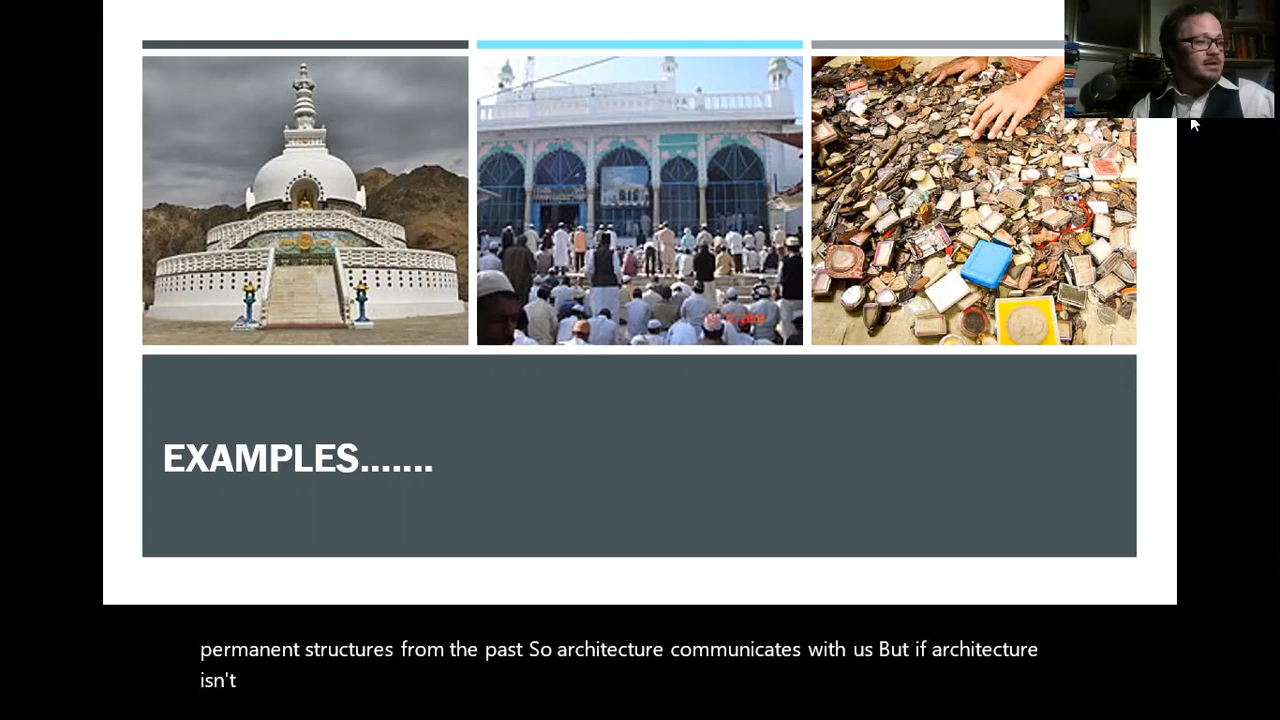 EXAMPLES.......
permanent structures from the past So architecture communicates with us But if architecture
isn't